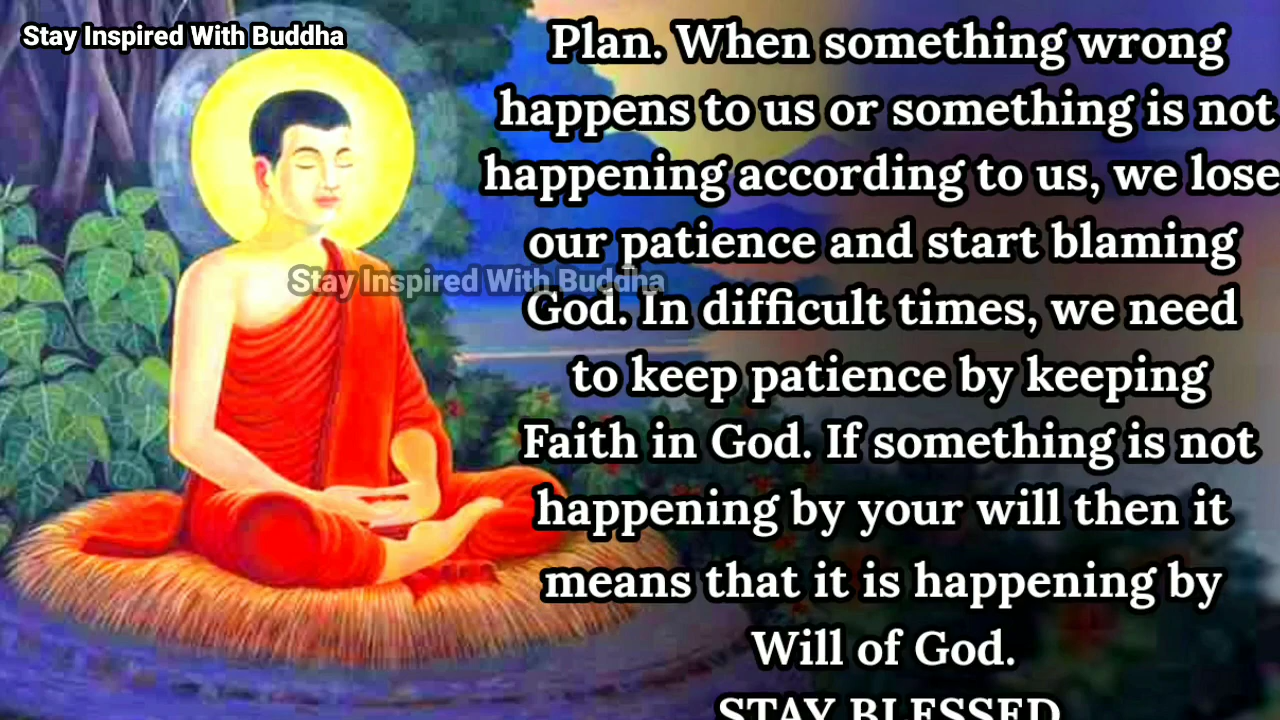 Stay Inspired With Buddha
Plan. When something wrong
happens to us or something is not
happening according to us, we lose
our patience and start blaming
Stay Inspired With Buddha
God. In difficult times, we need
to keep patience by keeping
Faith in God. If something is not
happening by your will then it
means that it is happening by
Will of God.
STAY BLESSED